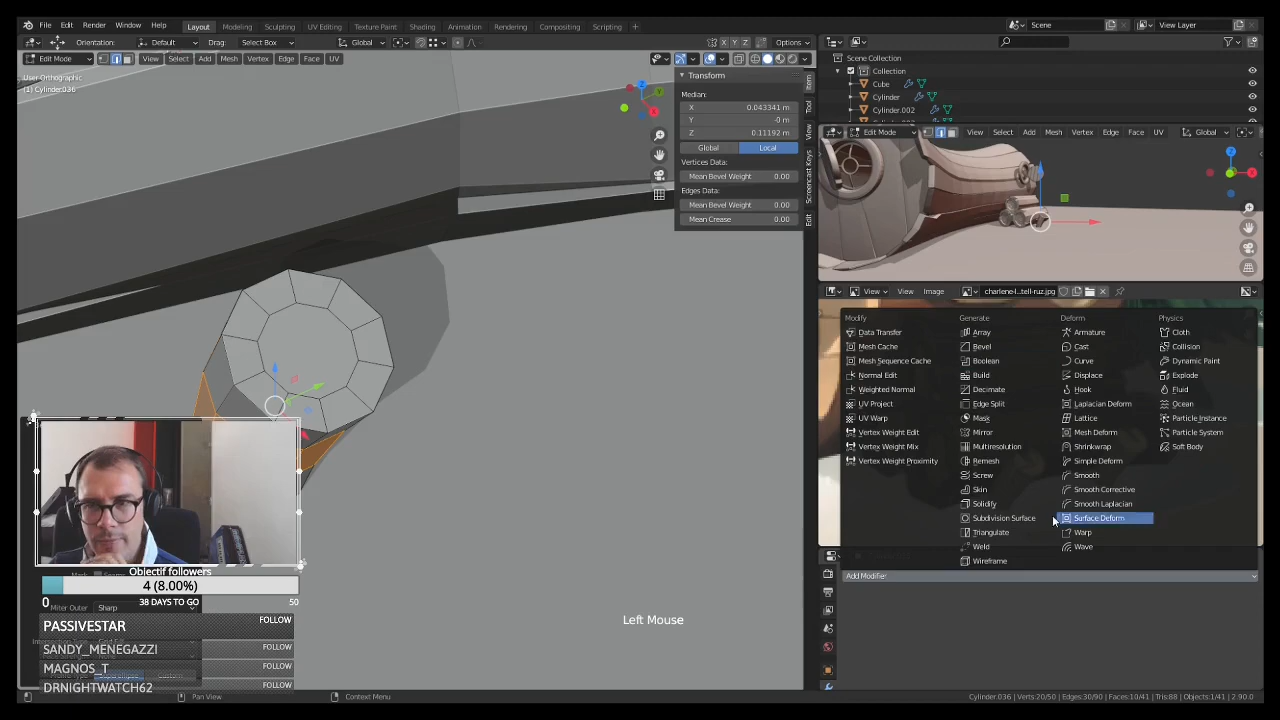 File Edit Render Window Help
Layout Modeling Sculpting UV Editing Texture Paint Shading Animation Rendering Compositing Scripting +
Scene
View Layer
Orientation: Default Drag: Select Box Global X Y Z Options
Edit Mode View Select Add Mesh Vertex Edge Face UV
User Orthographic
(1) Cylinder.036
Transform
Median:
X 0.043341 m
Y -0 m
Z 0.11192 m
Global Local
Vertices Data:
Mean Bevel Weight 0.00
Edges Data:
Mean Bevel Weight 0.00
Mean Crease 0.00
Item
Tool
View
Screencast Keys
Edit
Scene Collection
Collection
Cube
Cylinder
Cylinder.002
Edit Mode View Select Add Mesh Vertex Edge Face UV Global
View View Image charlene-l...tell-ruz.jpg
Modify Generate Deform Physics
Data Transfer Array Armature Cloth
Mesh Cache Bevel Cast Collision
Mesh Sequence Cache Boolean Curve Dynamic Paint
Normal Edit Build Displace Explode
Weighted Normal Decimate Hook Fluid
UV Project Edge Split Laplacian Deform Ocean
UV Warp Mask Lattice Particle Instance
Vertex Weight Edit Mirror Mesh Deform Particle System
Vertex Weight Mix Multiresolution Shrinkwrap Soft Body
Vertex Weight Proximity Remesh Simple Deform
Screw Smooth
Skin Smooth Corrective
Solidify Smooth Laplacian
Subdivision Surface Surface Deform
Triangulate Warp
Weld Wave
Wireframe
Add Modifier
Objectif followers
4 (8.00%)
0 38 DAYS TO GO 50
Miter Outer Sharp
PASSIVESTAR FOLLOW
SANDY_MENEGAZZI FOLLOW
MAGNOS_T FOLLOW
DRNIGHTWATCH62 FOLLOW
Left Mouse
Pan View Context Menu
Cylinder.036 | Verts:20/50 | Edges:30/90 | Faces:10/41 | Tris:88 | Objects:1/41 | 2.90.0